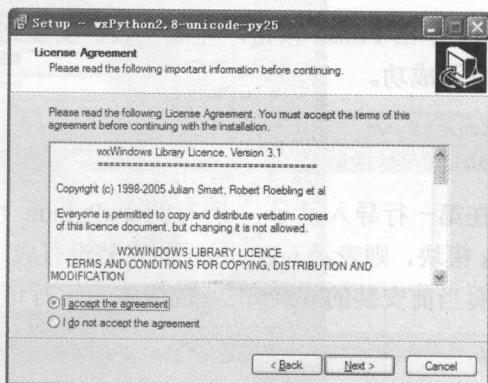 Setup - wxPython2.8-unicode-py25
License Agreement
Please read the following important information before continuing.
Please read the following License Agreement. You must accept the terms of this
agreement before continuing with the installation.
wxWindows Library Licence, Version 3.1
====================================
Copyright (c) 1998-2005 Julian Smart, Robert Roebling et al
Everyone is permitted to copy and distribute verbatim copies
of this licence document, but changing it is not allowed.
WXWINDOWS LIBRARY LICENCE
TERMS AND CONDITIONS FOR COPYING, DISTRIBUTION AND
MODIFICATION
I accept the agreement
I do not accept the agreement
< Back
Next >
Cancel